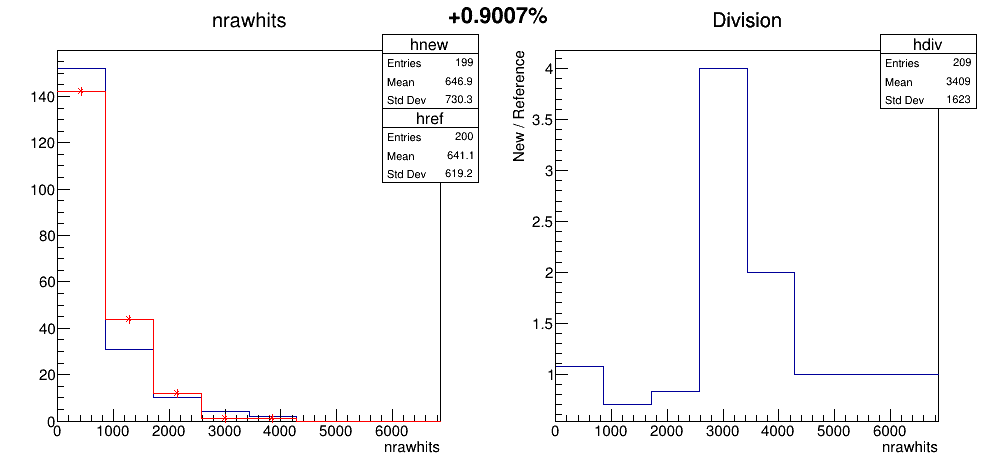 +0.9007%
nrawhits
hnew
Entries 199
Mean 646.9
Std Dev 730.3
href
Entries 200
Mean 641.1
Std Dev 619.2
140
120
100
80
60
40
20
0
0 1000 2000 3000 4000 5000 6000
nrawhits
Division
hdiv
Entries 209
Mean 3409
Std Dev 1623
New / Reference
4
3.5
3
2.5
2
1.5
1
0 1000 2000 3000 4000 5000 6000
nrawhits